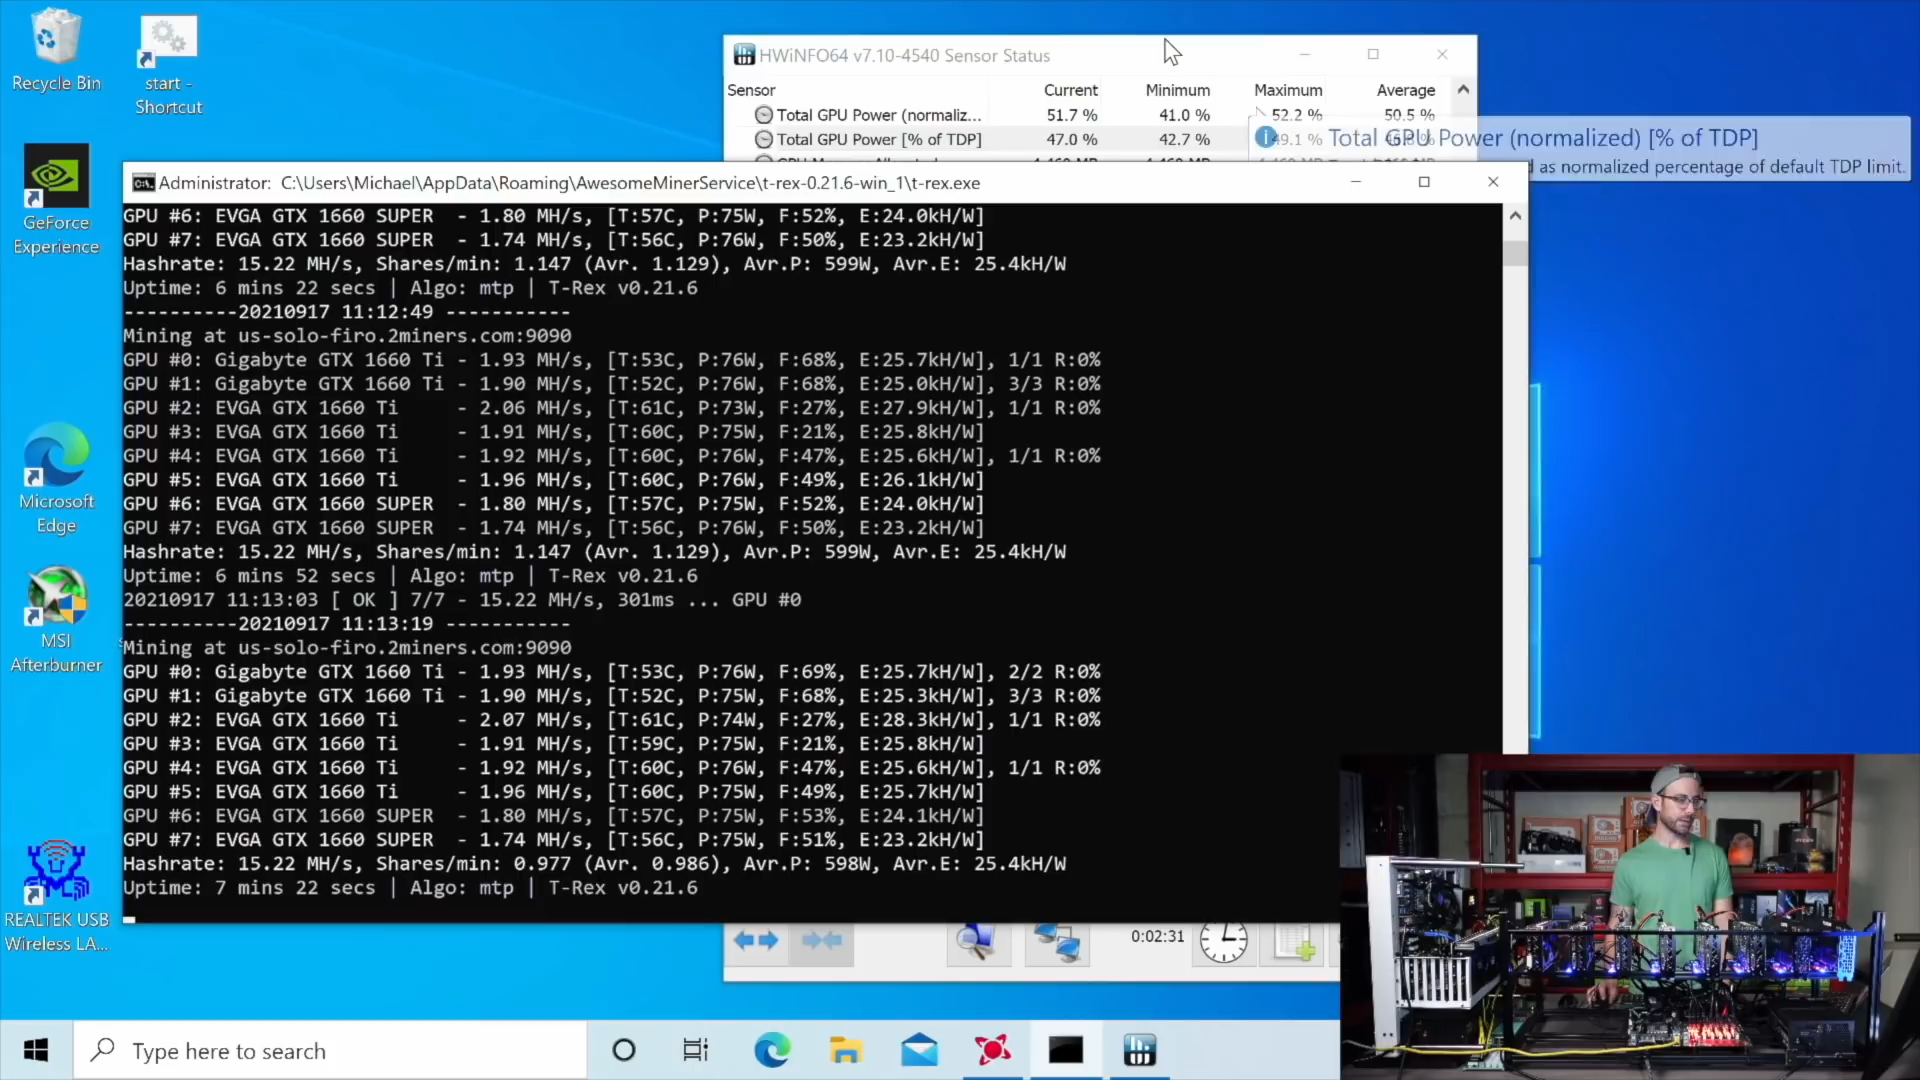 Recycle Bin
start -
Shortcut
GeForce
Experience
Microsoft
Edge
MSI
Afterburner
REALTEK USB
Wireless LA...
HWiNFO64 v7.10-4540 Sensor Status
Sensor Current Minimum Maximum Average
Total GPU Power (normaliz... 51.7 % 41.0 % 52.2 % 50.5 %
Total GPU Power [% of TDP] 47.0 % 42.7 % 49.1 %
Total GPU Power (normalized) [% of TDP]
d as normalized percentage of default TDP limit.
Administrator: C:\Users\Michael\AppData\Roaming\AwesomeMinerService\t-rex-0.21.6-win_1\t-rex.exe
GPU #6: EVGA GTX 1660 SUPER - 1.80 MH/s, [T:57C, P:75W, F:52%, E:24.0kH/W]
GPU #7: EVGA GTX 1660 SUPER - 1.74 MH/s, [T:56C, P:76W, F:50%, E:23.2kH/W]
Hashrate: 15.22 MH/s, Shares/min: 1.147 (Avr. 1.129), Avr.P: 599W, Avr.E: 25.4kH/W
Uptime: 6 mins 22 secs | Algo: mtp | T-Rex v0.21.6
----------20210917 11:12:49 -----------
Mining at us-solo-firo.2miners.com:9090
GPU #0: Gigabyte GTX 1660 Ti - 1.93 MH/s, [T:53C, P:76W, F:68%, E:25.7kH/W], 1/1 R:0%
GPU #1: Gigabyte GTX 1660 Ti - 1.90 MH/s, [T:52C, P:76W, F:68%, E:25.0kH/W], 3/3 R:0%
GPU #2: EVGA GTX 1660 Ti - 2.06 MH/s, [T:61C, P:73W, F:27%, E:27.9kH/W], 1/1 R:0%
GPU #3: EVGA GTX 1660 Ti - 1.91 MH/s, [T:60C, P:75W, F:21%, E:25.8kH/W]
GPU #4: EVGA GTX 1660 Ti - 1.92 MH/s, [T:60C, P:76W, F:47%, E:25.6kH/W], 1/1 R:0%
GPU #5: EVGA GTX 1660 Ti - 1.96 MH/s, [T:60C, P:76W, F:49%, E:26.1kH/W]
GPU #6: EVGA GTX 1660 SUPER - 1.80 MH/s, [T:57C, P:75W, F:52%, E:24.0kH/W]
GPU #7: EVGA GTX 1660 SUPER - 1.74 MH/s, [T:56C, P:76W, F:50%, E:23.2kH/W]
Hashrate: 15.22 MH/s, Shares/min: 1.147 (Avr. 1.129), Avr.P: 599W, Avr.E: 25.4kH/W
Uptime: 6 mins 52 secs | Algo: mtp | T-Rex v0.21.6
20210917 11:13:03 [ OK ] 7/7 - 15.22 MH/s, 301ms ... GPU #0
----------20210917 11:13:19 -----------
Mining at us-solo-firo.2miners.com:9090
GPU #0: Gigabyte GTX 1660 Ti - 1.93 MH/s, [T:53C, P:76W, F:69%, E:25.7kH/W], 2/2 R:0%
GPU #1: Gigabyte GTX 1660 Ti - 1.90 MH/s, [T:52C, P:75W, F:68%, E:25.3kH/W], 3/3 R:0%
GPU #2: EVGA GTX 1660 Ti - 2.07 MH/s, [T:61C, P:74W, F:27%, E:28.3kH/W], 1/1 R:0%
GPU #3: EVGA GTX 1660 Ti - 1.91 MH/s, [T:59C, P:75W, F:21%, E:25.8kH/W]
GPU #4: EVGA GTX 1660 Ti - 1.92 MH/s, [T:60C, P:76W, F:47%, E:25.6kH/W], 1/1 R:0%
GPU #5: EVGA GTX 1660 Ti - 1.96 MH/s, [T:60C, P:75W, F:49%, E:25.7kH/W]
GPU #6: EVGA GTX 1660 SUPER - 1.80 MH/s, [T:57C, P:75W, F:53%, E:24.1kH/W]
GPU #7: EVGA GTX 1660 SUPER - 1.74 MH/s, [T:56C, P:75W, F:51%, E:23.2kH/W]
Hashrate: 15.22 MH/s, Shares/min: 0.977 (Avr. 0.986), Avr.P: 598W, Avr.E: 25.4kH/W
Uptime: 7 mins 22 secs | Algo: mtp | T-Rex v0.21.6
0:02:31
Type here to search